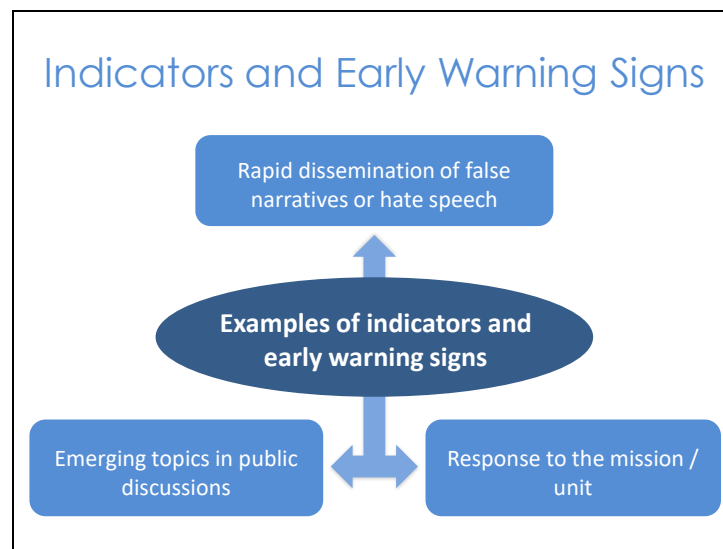 Indicators and Early Warning Signs
Rapid dissemination of false
narratives or hate speech
Examples of indicators and
early warning signs
Emerging topics in public
discussions
Response to the mission /
unit